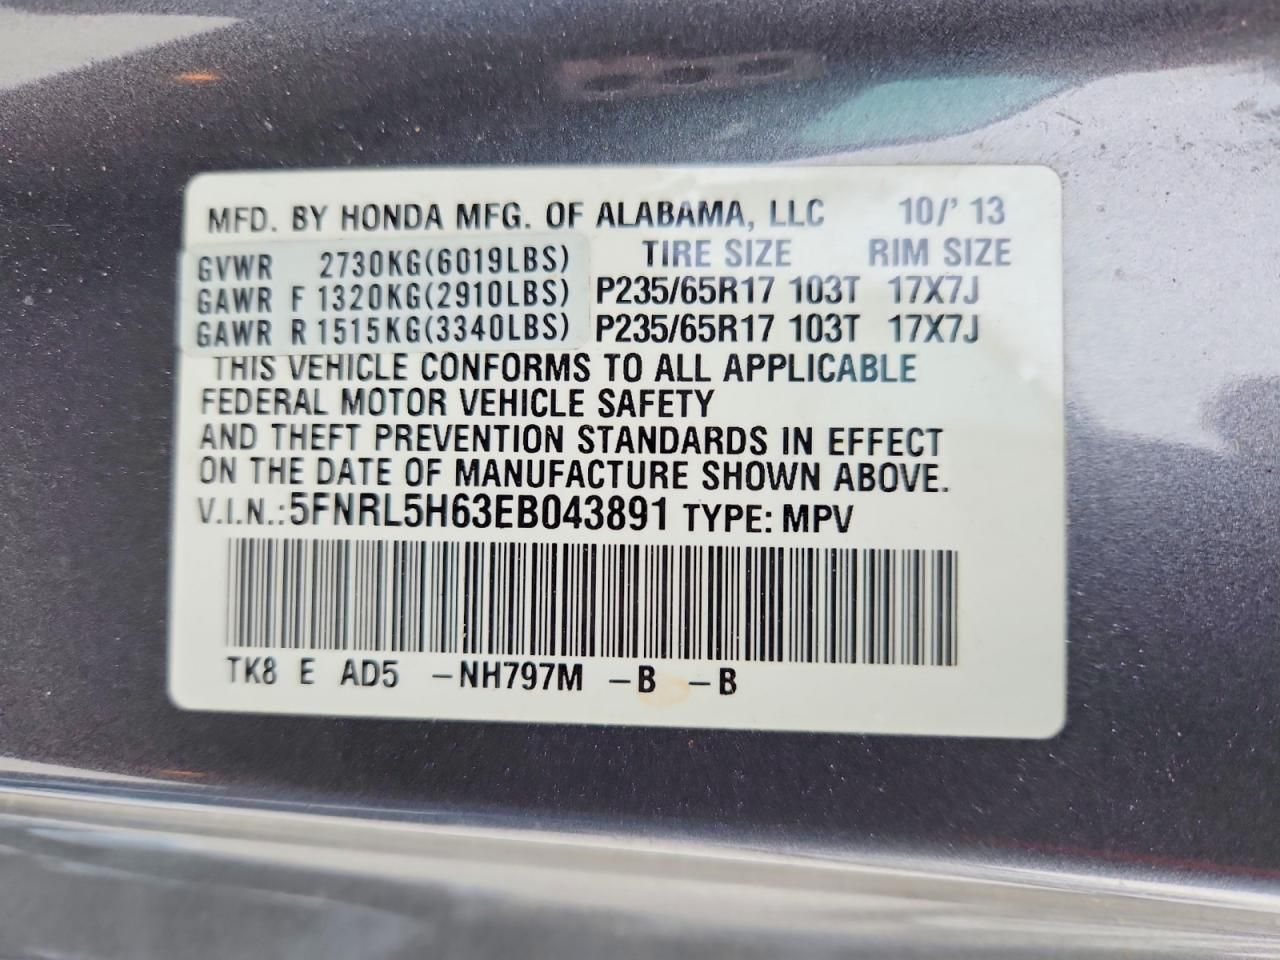 MFD. BY HONDA MFG. OF ALABAMA, LLC 10/'13
GVWR 2730KG(6019LBS) TIRE SIZE RIM SIZE
GAWR F 1320KG(2910LBS) P235/65R17 103T 17X7J
GAWR R 1515KG(3340LBS) P235/65R17 103T 17X7J
THIS VEHICLE CONFORMS TO ALL APPLICABLE
FEDERAL MOTOR VEHICLE SAFETY
AND THEFT PREVENTION STANDARDS IN EFFECT
ON THE DATE OF MANUFACTURE SHOWN ABOVE.
V.I.N.:5FNRL5H63EB043891 TYPE: MPV
TK8 E AD5 -NH797M -B -B